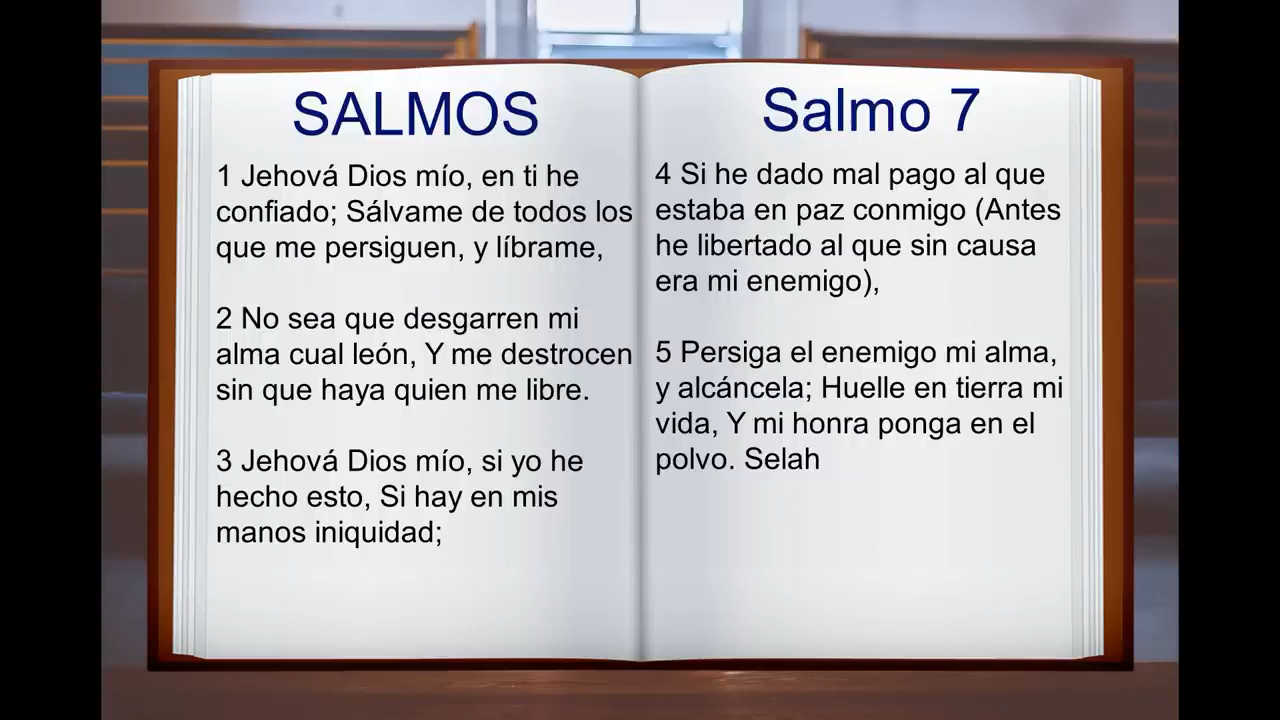 SALMOS
1 Jehová Dios mío, en ti he
confiado; Sálvame de todos los
que me persiguen, y líbrame,
2 No sea que desgarren mi
alma cual león, Y me destrocen
sin que haya quien me libre.
3 Jehová Dios mío, si yo he
hecho esto, Si hay en mis
manos iniquidad;
Salmo 7
4 Si he dado mal pago al que
estaba en paz conmigo (Antes
he libertado al que sin causa
era mi enemigo),
5 Persiga el enemigo mi alma,
y alcáncela; Huelle en tierra mi
vida, Y mi honra ponga en el
polvo. Selah